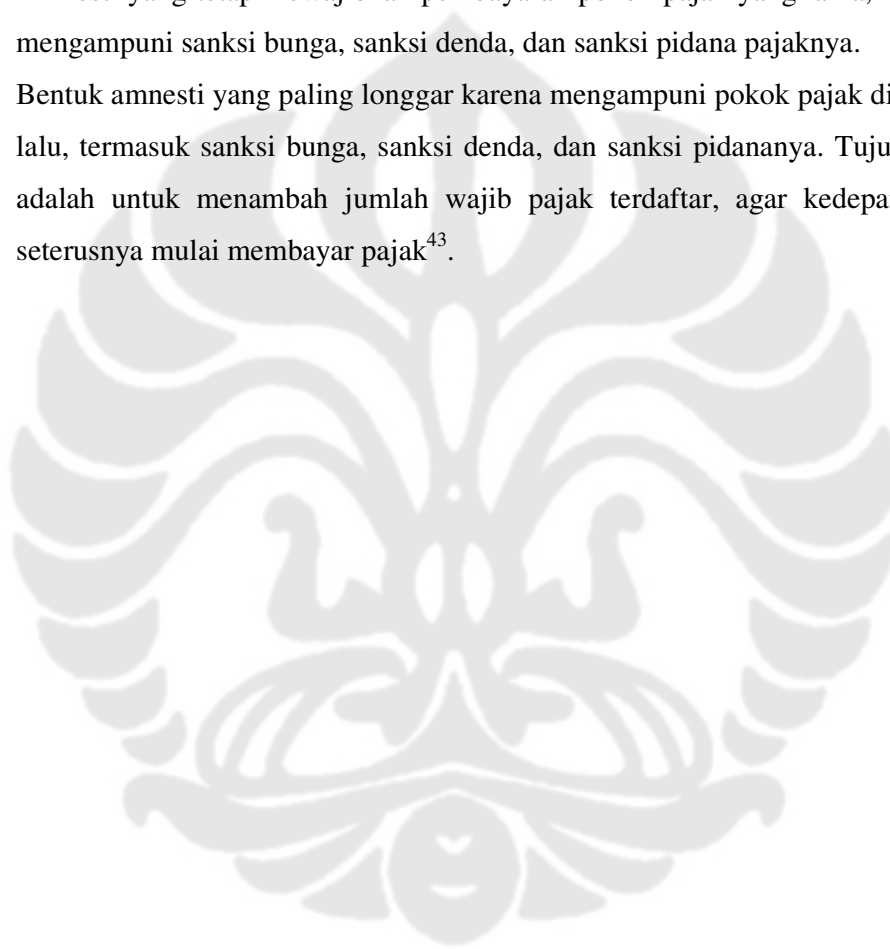 mengampuni sanksi bunga, sanksi denda, dan sanksi pidana pajaknya.
Bentuk amnesti yang paling longgar karena mengampuni pokok pajak di
lalu, termasuk sanksi bunga, sanksi denda, dan sanksi pidananya. Tuju
adalah untuk menambah jumlah wajib pajak terdaftar, agar kedepan
seterusnya mulai membayar pajak43.